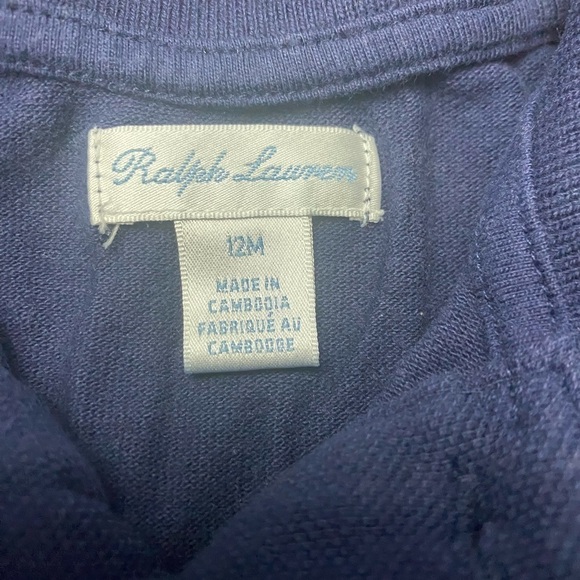 Ralph Lauren
12M
MADE IN
CAMBODIA
FABRIQUÉ AU
CAMBODGE